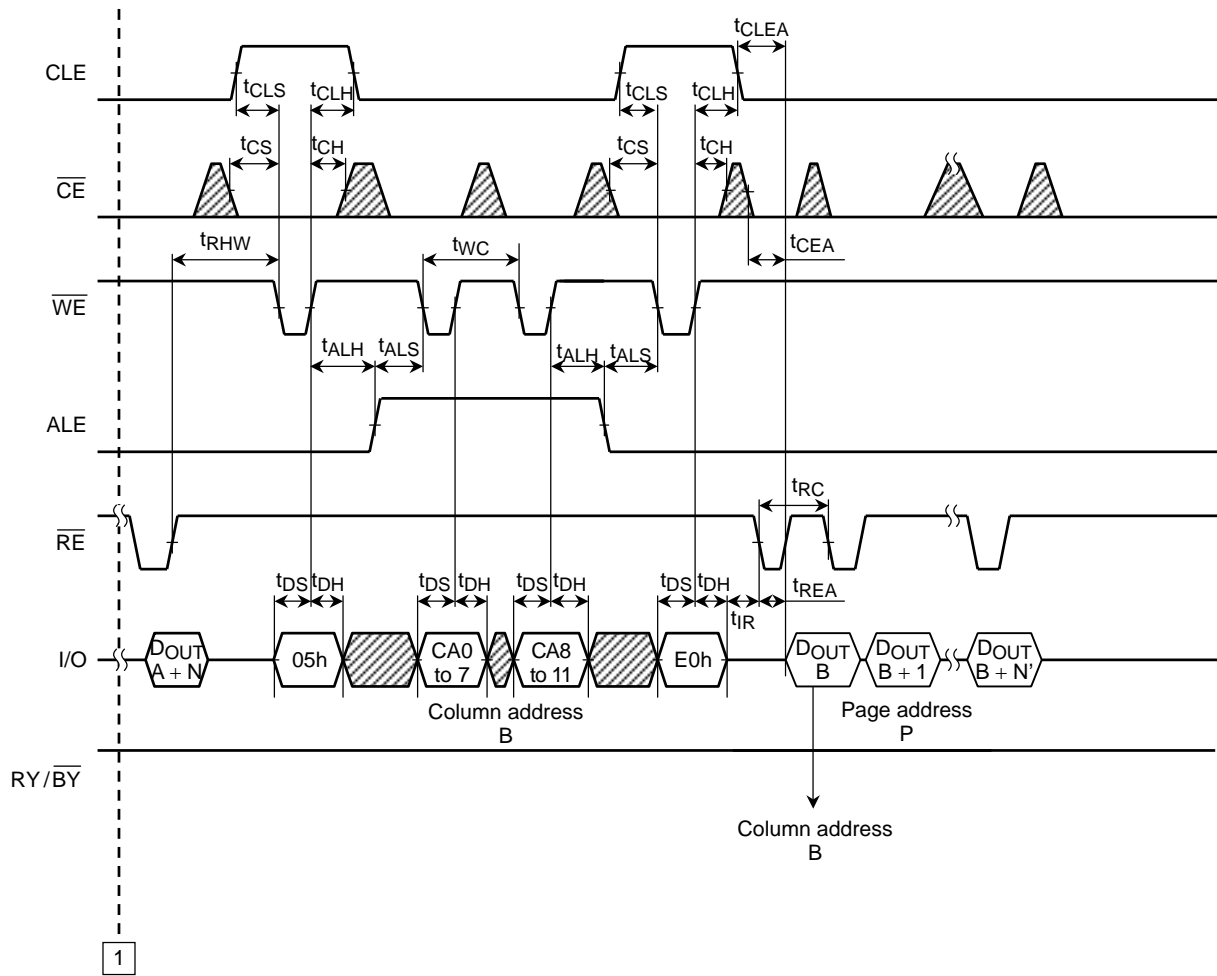 tCLEA
CLE
tCLS
tCLH
tCLS
tCLH
tCS
tCH
tCS
tCH
CE
tRHW
tWC
tCEA
WE
tALH
tALS
tALH
tALS
ALE
tRC
RE
tDS
tDH
tDS
tDH
tDS
tDH
tDS
tDH
tREA
tIR
I/O
DOUT
A + N
05h
CA0
to 7
CA8
to 11
E0h
DOUT
B
DOUT
B + 1
DOUT
B + N'
Column address
B
Page address
P
RY/BY
Column address
B
1